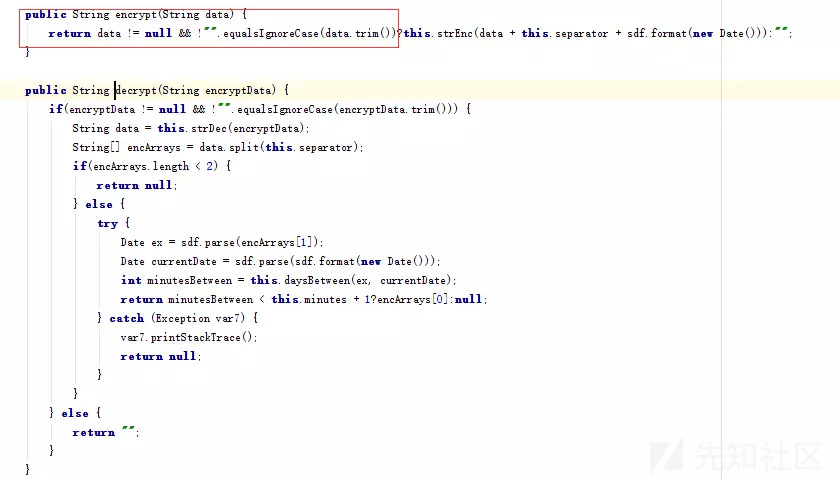 public String encrypt(String data) {
    return data != null && !"".equalsIgnoreCase(data.trim())?this.strEnc(data + this.separator + sdf.format(new Date())):"";
}
public String decrypt(String encryptData) {
    if(encryptData != null && !"".equalsIgnoreCase(encryptData.trim())) {
        String data = this.strDec(encryptData);
        String[] encArrays = data.split(this.separator);
        if(encArrays.length < 2) {
            return null;
        } else {
            try {
                Date ex = sdf.parse(encArrays[1]);
                Date currentDate = sdf.parse(sdf.format(new Date()));
                int minutesBetween = this.daysBetween(ex, currentDate);
                return minutesBetween < this.minutes + 1?encArrays[0]:null;
            } catch (Exception var7) {
                var7.printStackTrace();
                return null;
            }
        }
    } else {
        return "";
    }
}
先知社区